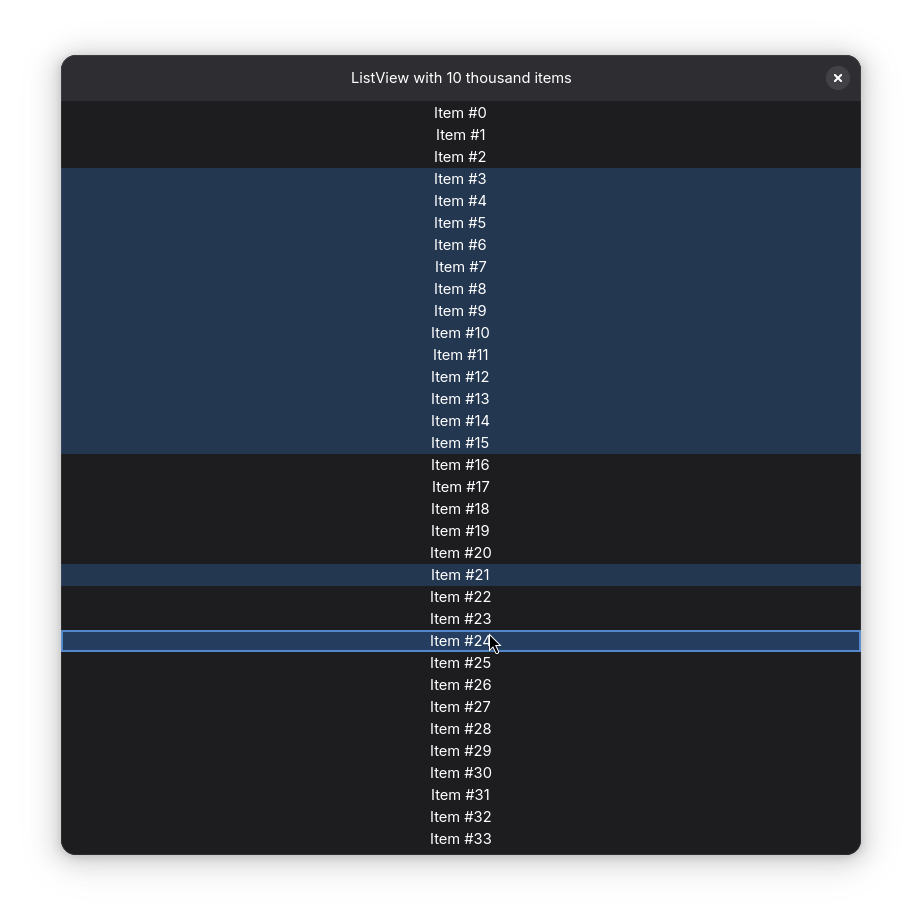 ListView with 10 thousand items
Item #0
Item #1
Item #2
Item #3
Item #4
Item #5
Item #6
Item #7
Item #8
Item #9
Item #10
Item #11
Item #12
Item #13
Item #14
Item #15
Item #16
Item #17
Item #18
Item #19
Item #20
Item #21
Item #22
Item #23
Item #24
Item #25
Item #26
Item #27
Item #28
Item #29
Item #30
Item #31
Item #32
Item #33